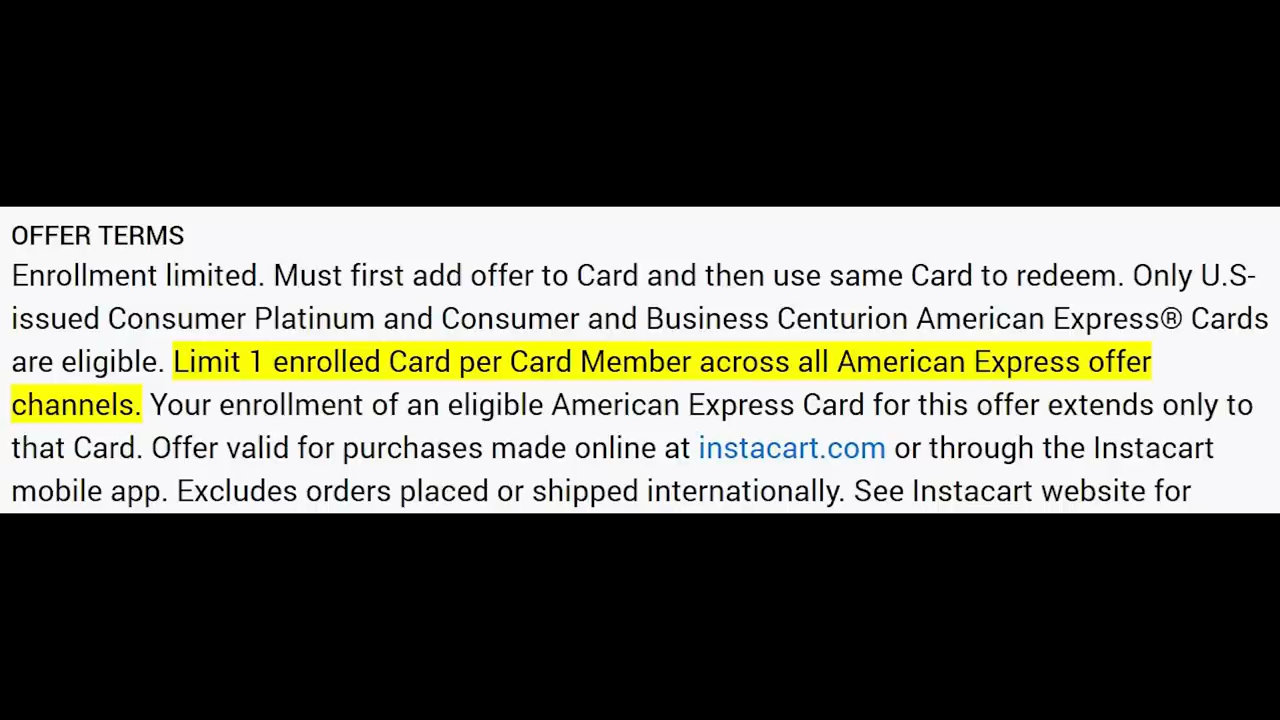 OFFER TERMS
Enrollment limited. Must first add offer to Card and then use same Card to redeem. Only U.S-
issued Consumer Platinum and Consumer and Business Centurion American Express® Cards
are eligible. Limit 1 enrolled Card per Card Member across all American Express offer
channels. Your enrollment of an eligible American Express Card for this offer extends only to
that Card. Offer valid for purchases made online at instacart.com or through the Instacart
mobile app. Excludes orders placed or shipped internationally. See Instacart website for